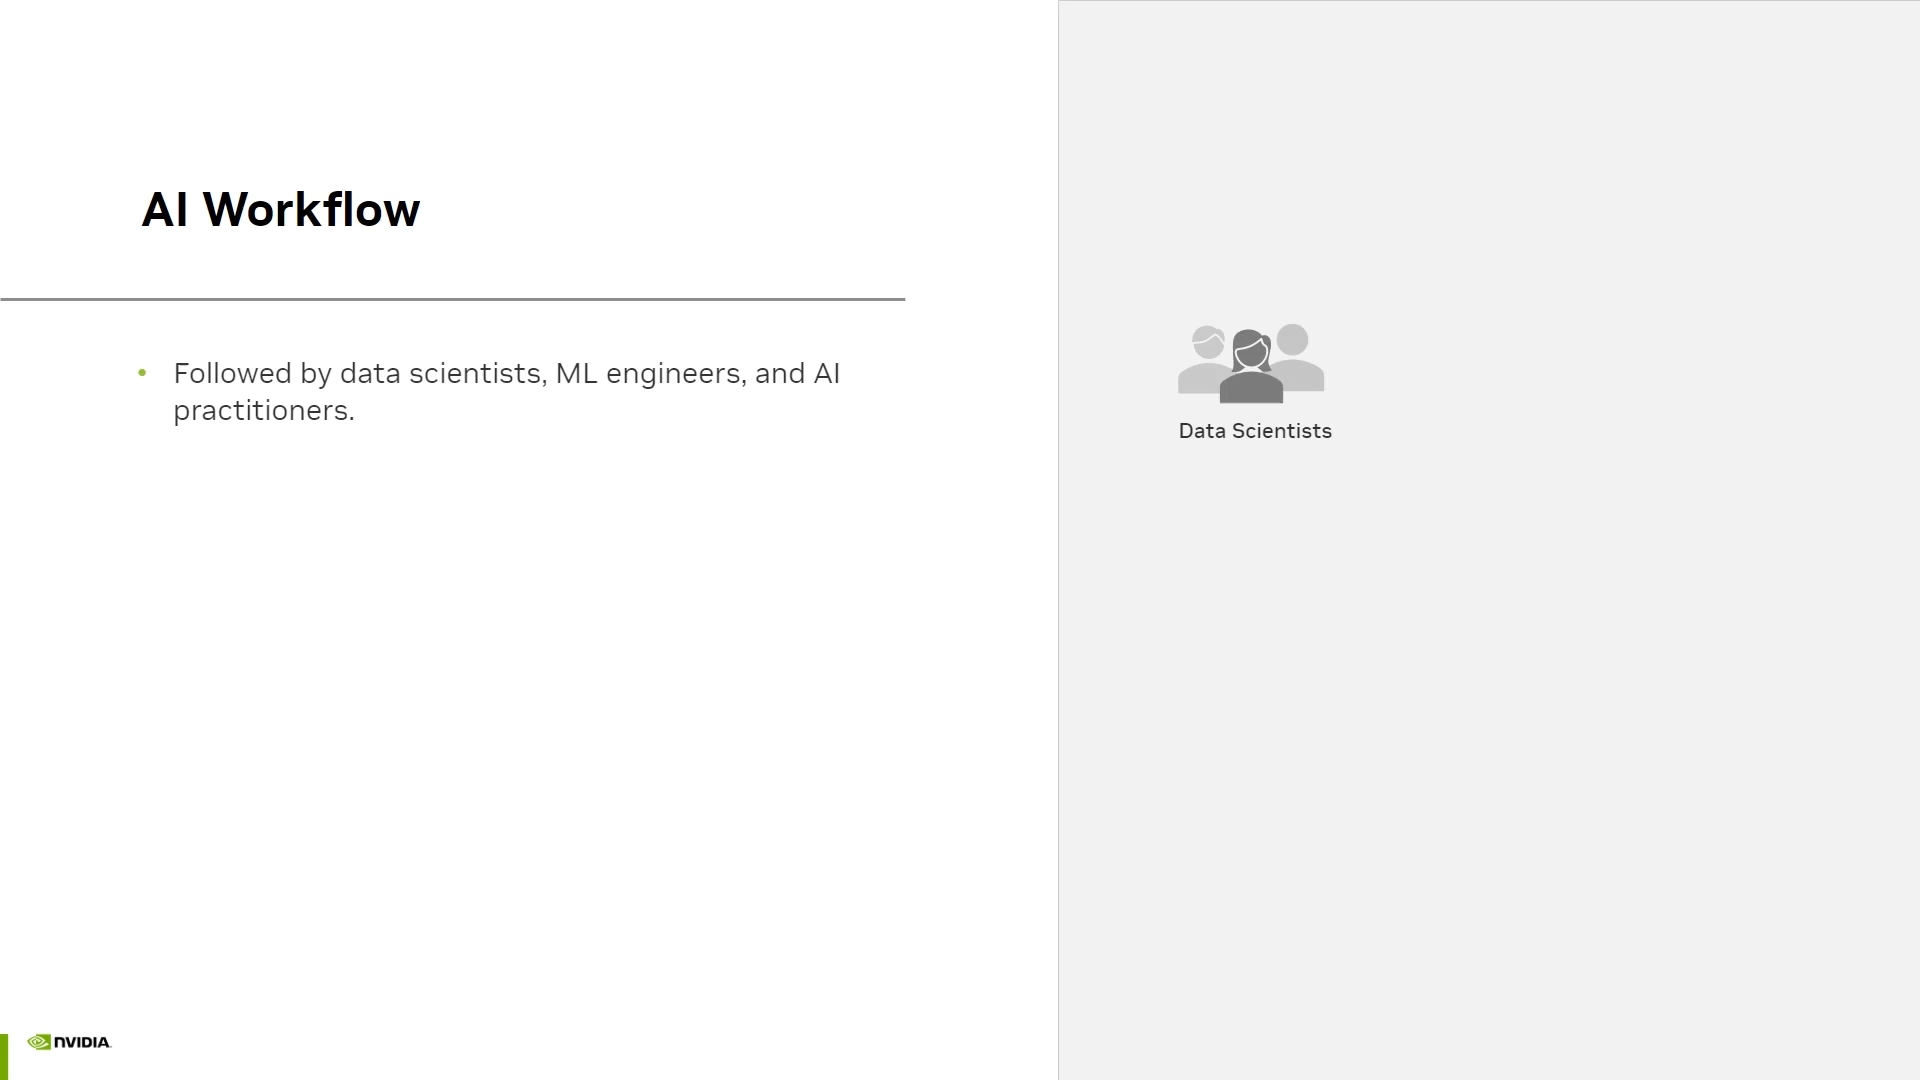 AI Workflow
• Followed by data scientists, ML engineers, and AI
practitioners.
Data Scientists
NVIDIA